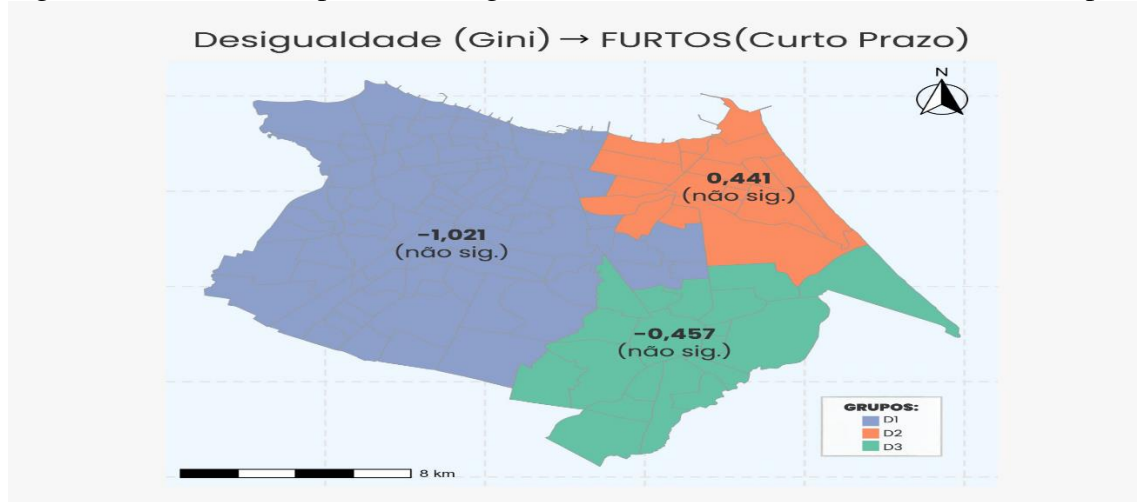 Desigualdade (Gini) → FURTOS(Curto Prazo)
N
0,441
(não sig.)
-1,021
(não sig.)
-0,457
(não sig.)
GRUPOS:
D1
D2
D3
8 km